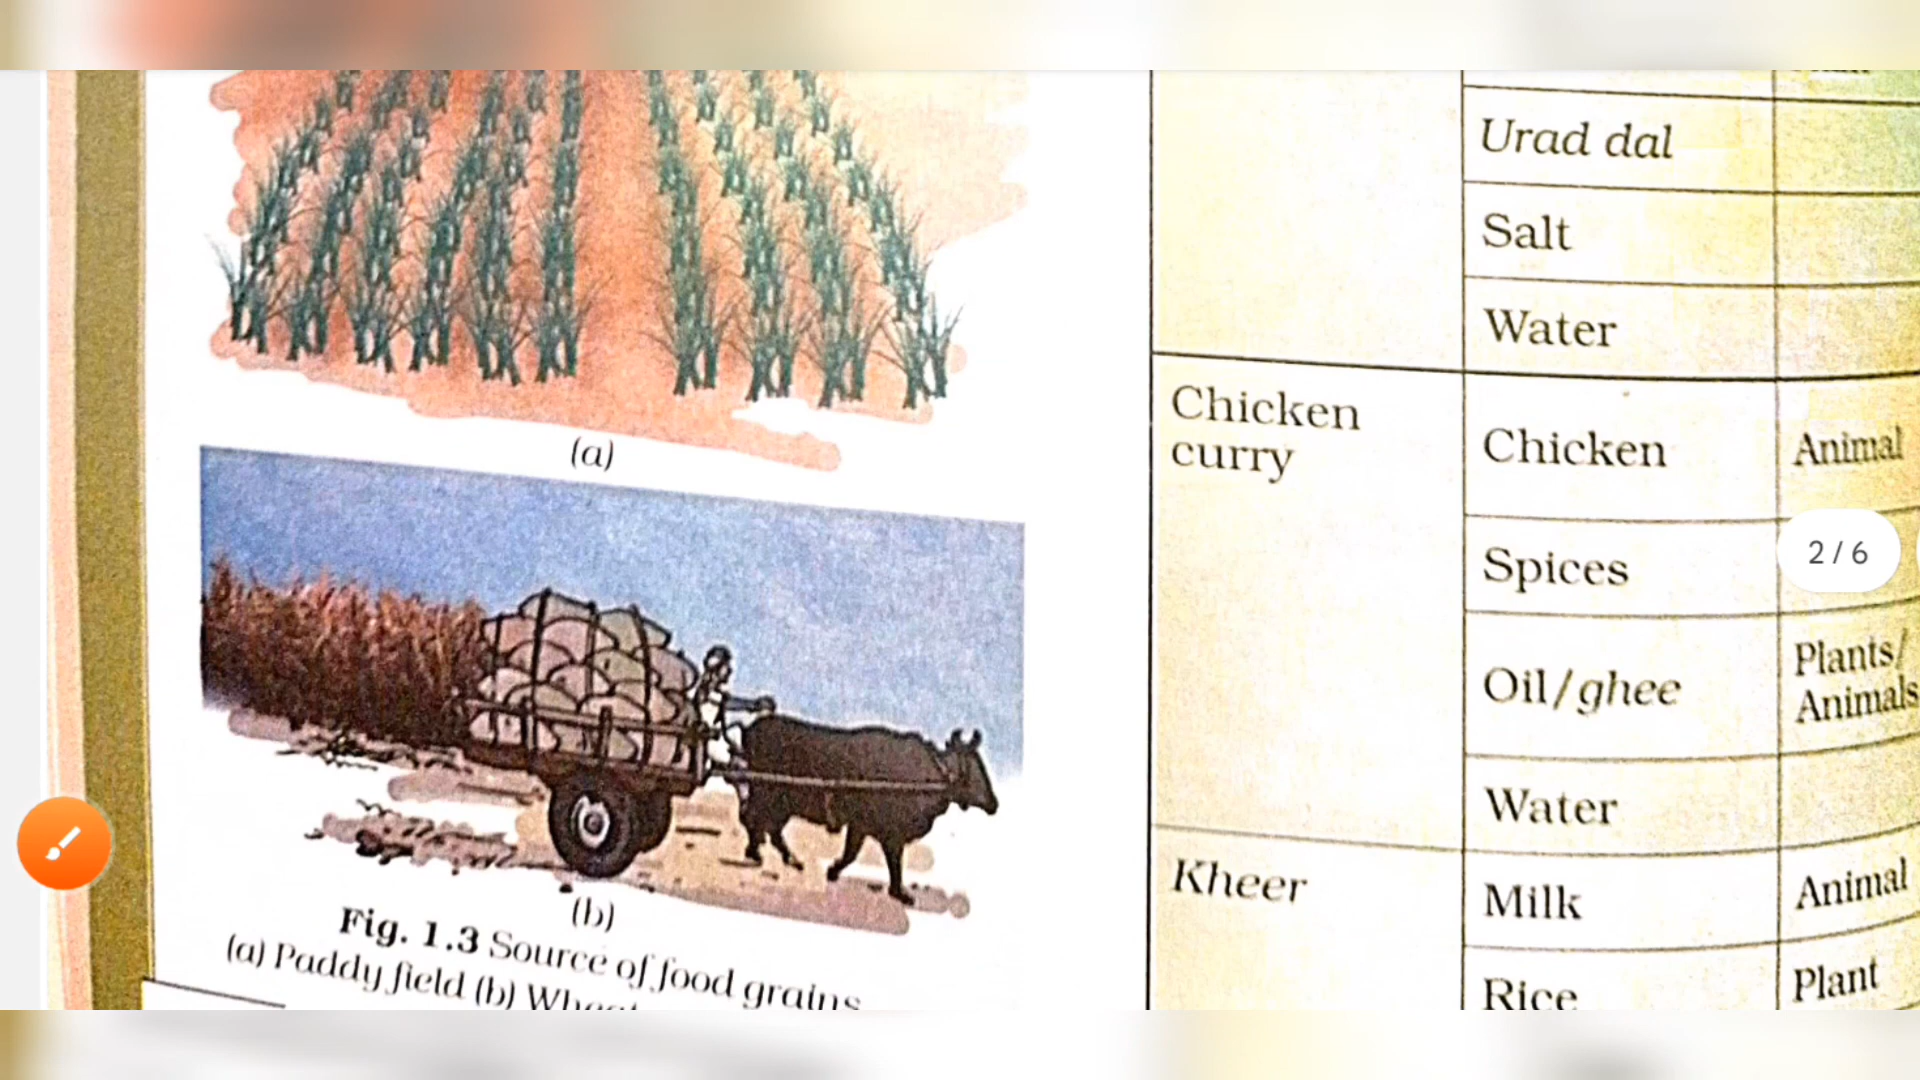 (a)
(b)
Fig. 1.3 Source of food grains
(a) Paddy field (b)
Urad dal
Salt
Water
Chicken
curry
Chicken
Animal
Spices
Oil/ghee
Plants/
Animals
Water
Kheer
Milk
Animal
Rice
Plant
2 / 6